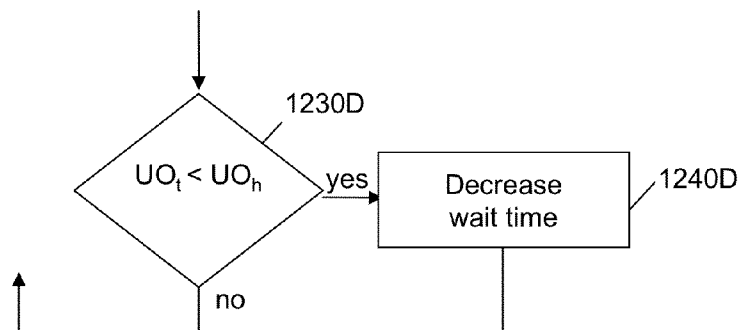 1230D
UOₜ < UOₕ
yes
Decrease
wait time
1240D
no